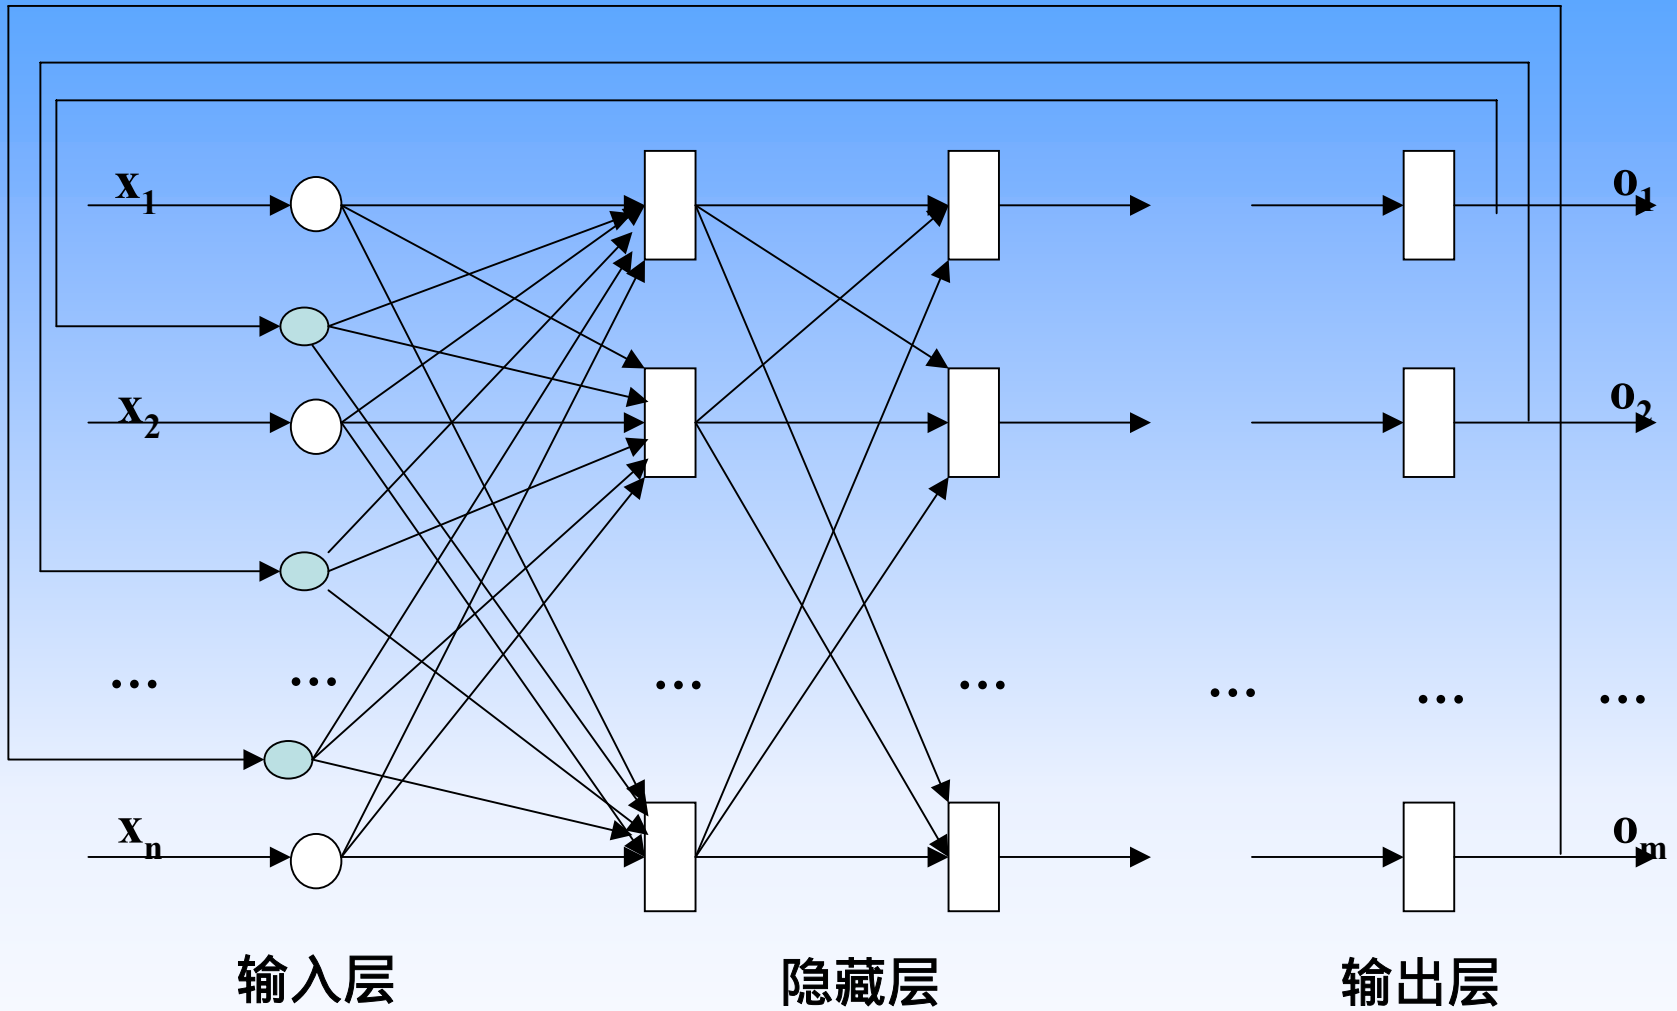 x1 o1
x2 o2
… … … … … … …
xn om
输入层 隐藏层 输出层